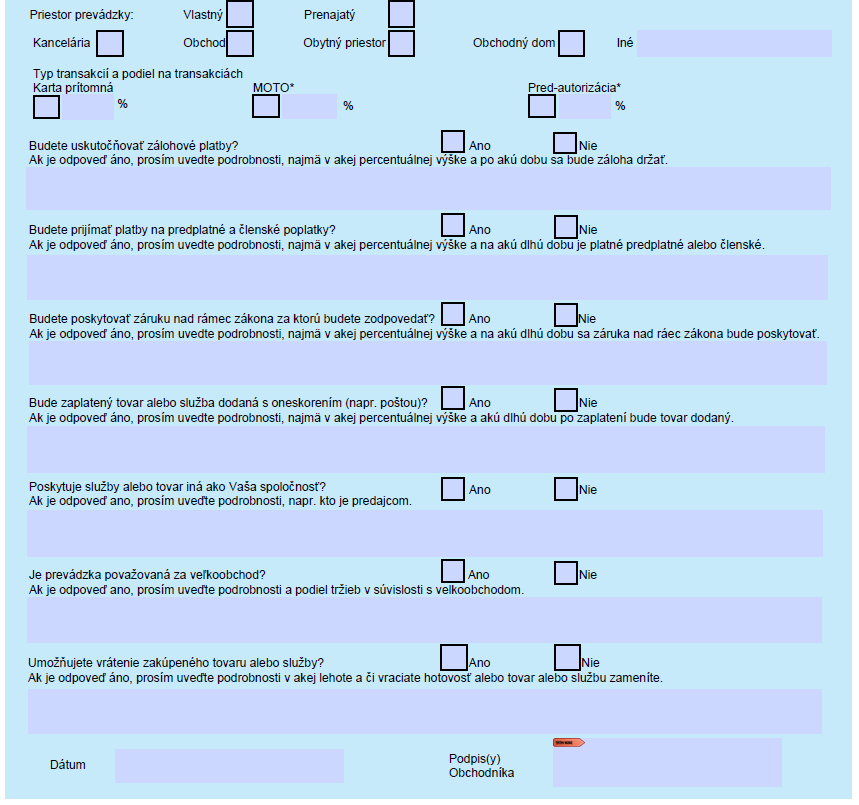 Priestor prevádzky: Vlastný Prenajatý
Kancelária Obchod Obytný priestor Obchodný dom Iné
Typ transakcií a podiel na transakciách
Karta prítomná MOTO* Pred-autorizácia*
% % %
Budete uskutočňovať zálohové platby? Ano Nie
Ak je odpoveď áno, prosím uvedte podrobnosti, najmä v akej percentuálnej výške a po akú dobu sa bude záloha držať.
Budete prijímať platby na predplatné a členské poplatky? Ano Nie
Ak je odpoveď áno, prosím uvedte podrobnosti, najmä v akej percentuálnej výške a na akú dlhú dobu je platné predplatné alebo členské.
Budete poskytovať záruku nad rámec zákona za ktorú budete zodpovedať? Ano Nie
Ak je odpoveď áno, prosím uvedte podrobnosti, najmä v akej percentuálnej výške a na akú dlhú dobu sa záruka nad ráec zákona bude poskytovať.
Bude zaplatený tovar alebo služba dodaná s oneskorením (napr. poštou)? Ano Nie
Ak je odpoveď áno, prosím uvedte podrobnosti, najmä v akej percentuálnej výške a akú dlhú dobu po zaplatení bude tovar dodaný.
Poskytuje služby alebo tovar iná ako Vaša spoločnosť? Ano Nie
Ak je odpoveď ano, prosím uveďte podrobnosti, napr. kto je predajcom.
Je prevádzka považovaná za veľkoobchod? Ano Nie
Ak je odpoveď ano, prosím uveďte podrobnosti a podiel tržieb v súvislosti s velkoobchodom.
Umožňujete vrátenie zakúpeného tovaru alebo služby? Ano Nie
Ak je odpoveď áno, prosím uveďte podrobnosti v akej lehote a či vraciate hotovosť alebo tovar alebo službu zameníte.
Dátum Podpis(y)
Obchodníka